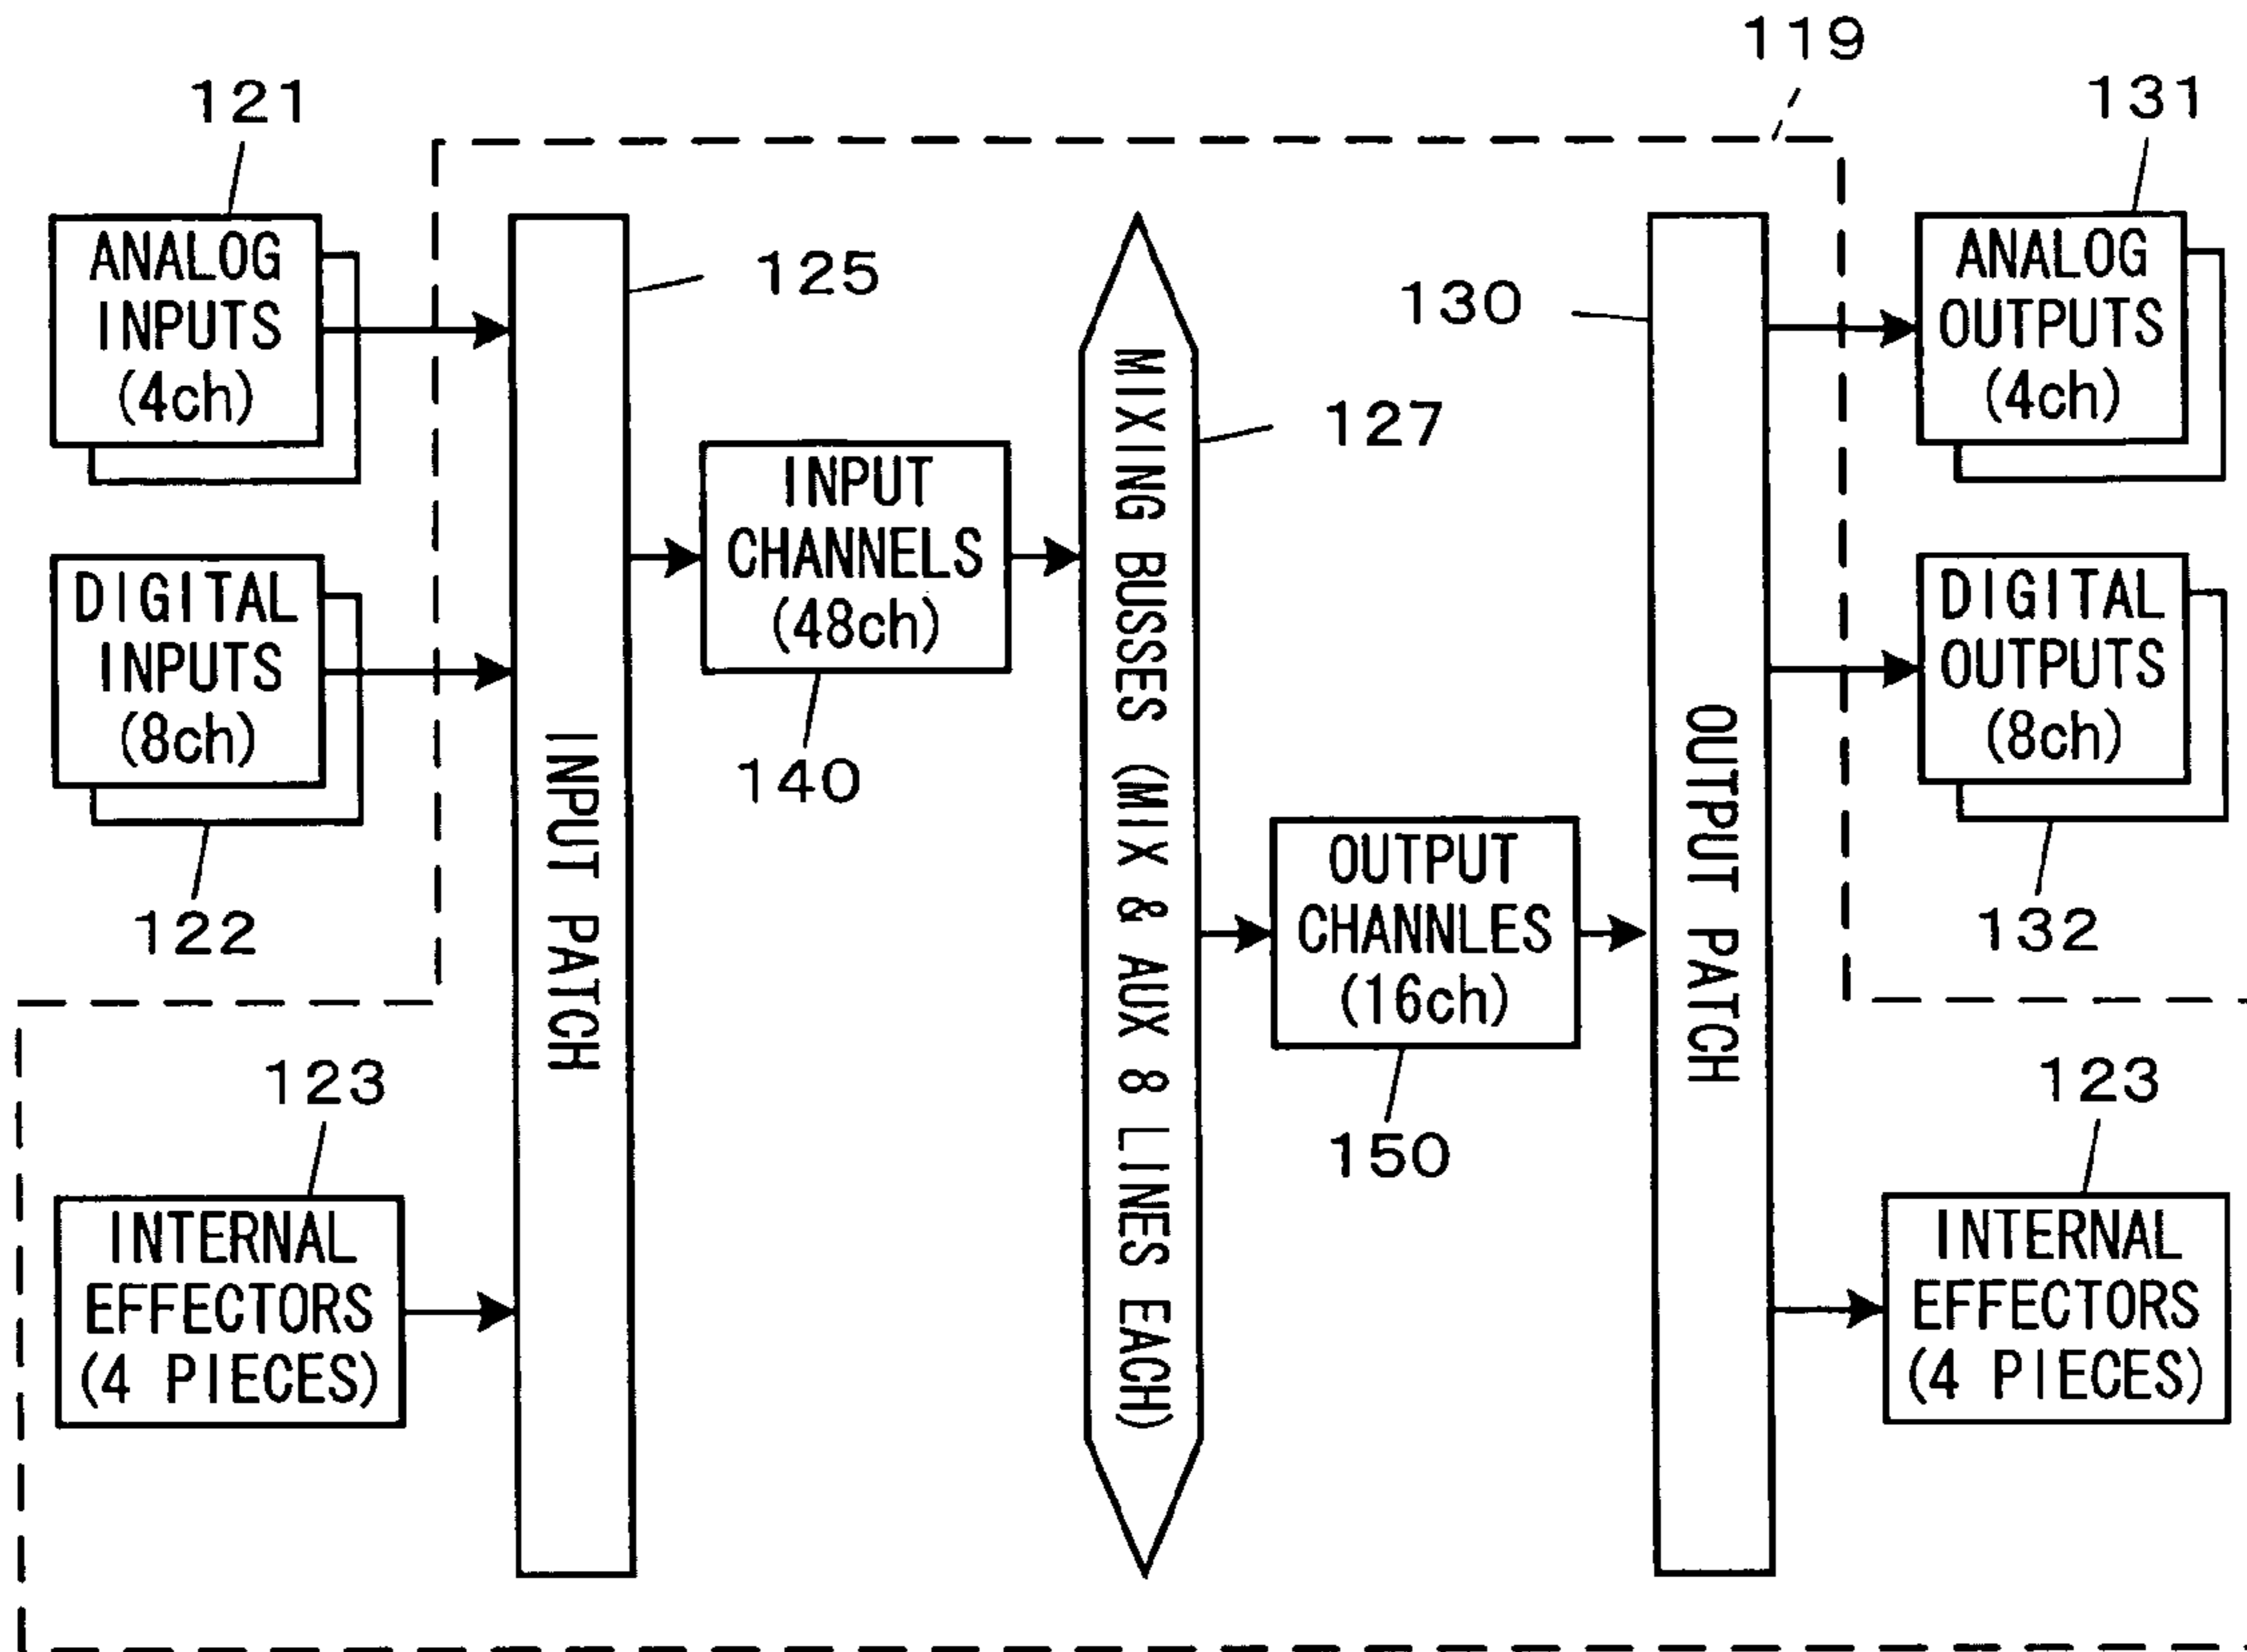 119
121
131
ANALOG
INPUTS
(4ch)
125
130
ANALOG
OUTPUTS
(4ch)
127
INPUT
CHANNELS
(48ch)
140
DIGITAL
INPUTS
(8ch)
122
INPUT PATCH
MIXING BUSSES (MIX & AUX 8 LINES EACH)
OUTPUT
CHANNLES
(16ch)
150
OUTPUT PATCH
DIGITAL
OUTPUTS
(8ch)
132
123
INTERNAL
EFFECTORS
(4 PIECES)
123
INTERNAL
EFFECTORS
(4 PIECES)